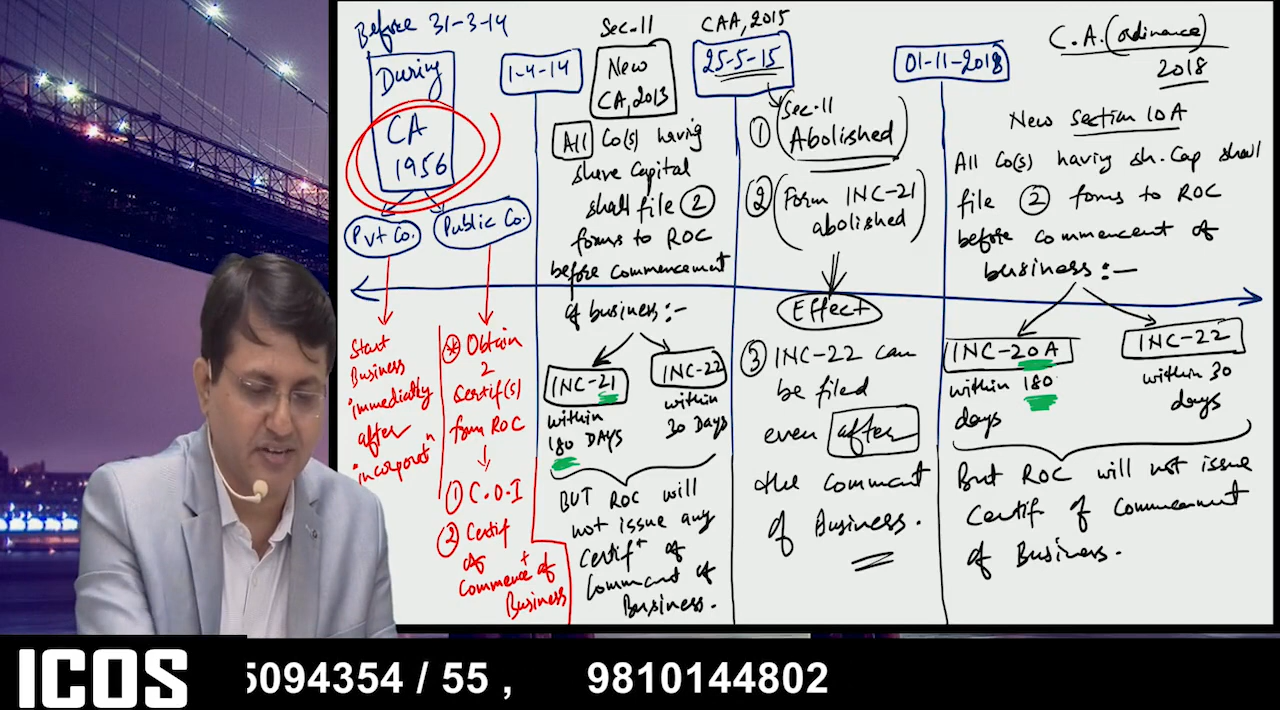 Before 31-3-14
During
CA
1956
Pvt Co.
Public Co.
Start
Business
"immediatly
after
incorporatn"
* Obtain
2
Certif(s)
from ROC
1 C.O.I
2 Certif
of
Commencet of
Business
1-4-14
Sec-11
New
CA, 2013
All Co(s) having
share Capital
shall file 2
forms to ROC
before commencement
of business:-
INC-21
within
180 DAYS
INC-22
within
30 DAYS
BUT ROC will
not issue any
Certift of
Commant of
Business.
CAA, 2015
25-5-15
1 Sec-11
Abolished
2 Form INC-21
abolished
Effect
3 INC-22 can
be filed
even after
the Commant
of Business.
01-11-2018
C.A. (ordinance)
2018
New section 10A
All Co(s) having sh. Cap shall
file 2 forms to ROC
before commencent of
business:-
INC-20A
within 180
days
INC-22
within 30
days
But ROC will not issue
Certif of Commencement
of Business.
ICOS
5094354 / 55 , 9810144802